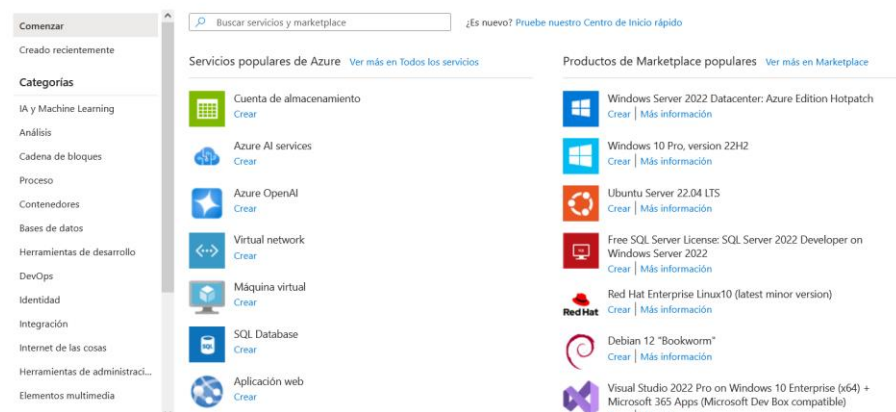 Comenzar
Creado recientemente
Categorías
IA y Machine Learning
Análisis
Cadena de bloques
Proceso
Contenedores
Bases de datos
Herramientas de desarrollo
DevOps
Identidad
Integración
Internet de las cosas
Herramientas de administraci...
Elementos multimedia
Buscar servicios y marketplace
¿Es nuevo? Pruebe nuestro Centro de Inicio rápido
Servicios populares de Azure Ver más en Todos los servicios
Cuenta de almacenamiento
Crear
Azure AI services
Crear
Azure OpenAI
Crear
Virtual network
Crear
Máquina virtual
Crear
SQL
SQL Database
Crear
Aplicación web
Crear
Productos de Marketplace populares Ver más en Marketplace
Windows Server 2022 Datacenter: Azure Edition Hotpatch
Crear | Más información
Windows 10 Pro, version 22H2
Crear | Más información
Ubuntu Server 22.04 LTS
Crear | Más información
Free SQL Server License: SQL Server 2022 Developer on
Windows Server 2022
Crear | Más información
Red Hat
Red Hat Enterprise Linux10 (latest minor version)
Crear | Más información
Debian 12 "Bookworm"
Crear | Más información
Visual Studio 2022 Pro on Windows 10 Enterprise (x64) +
Microsoft 365 Apps (Microsoft Dev Box compatible)